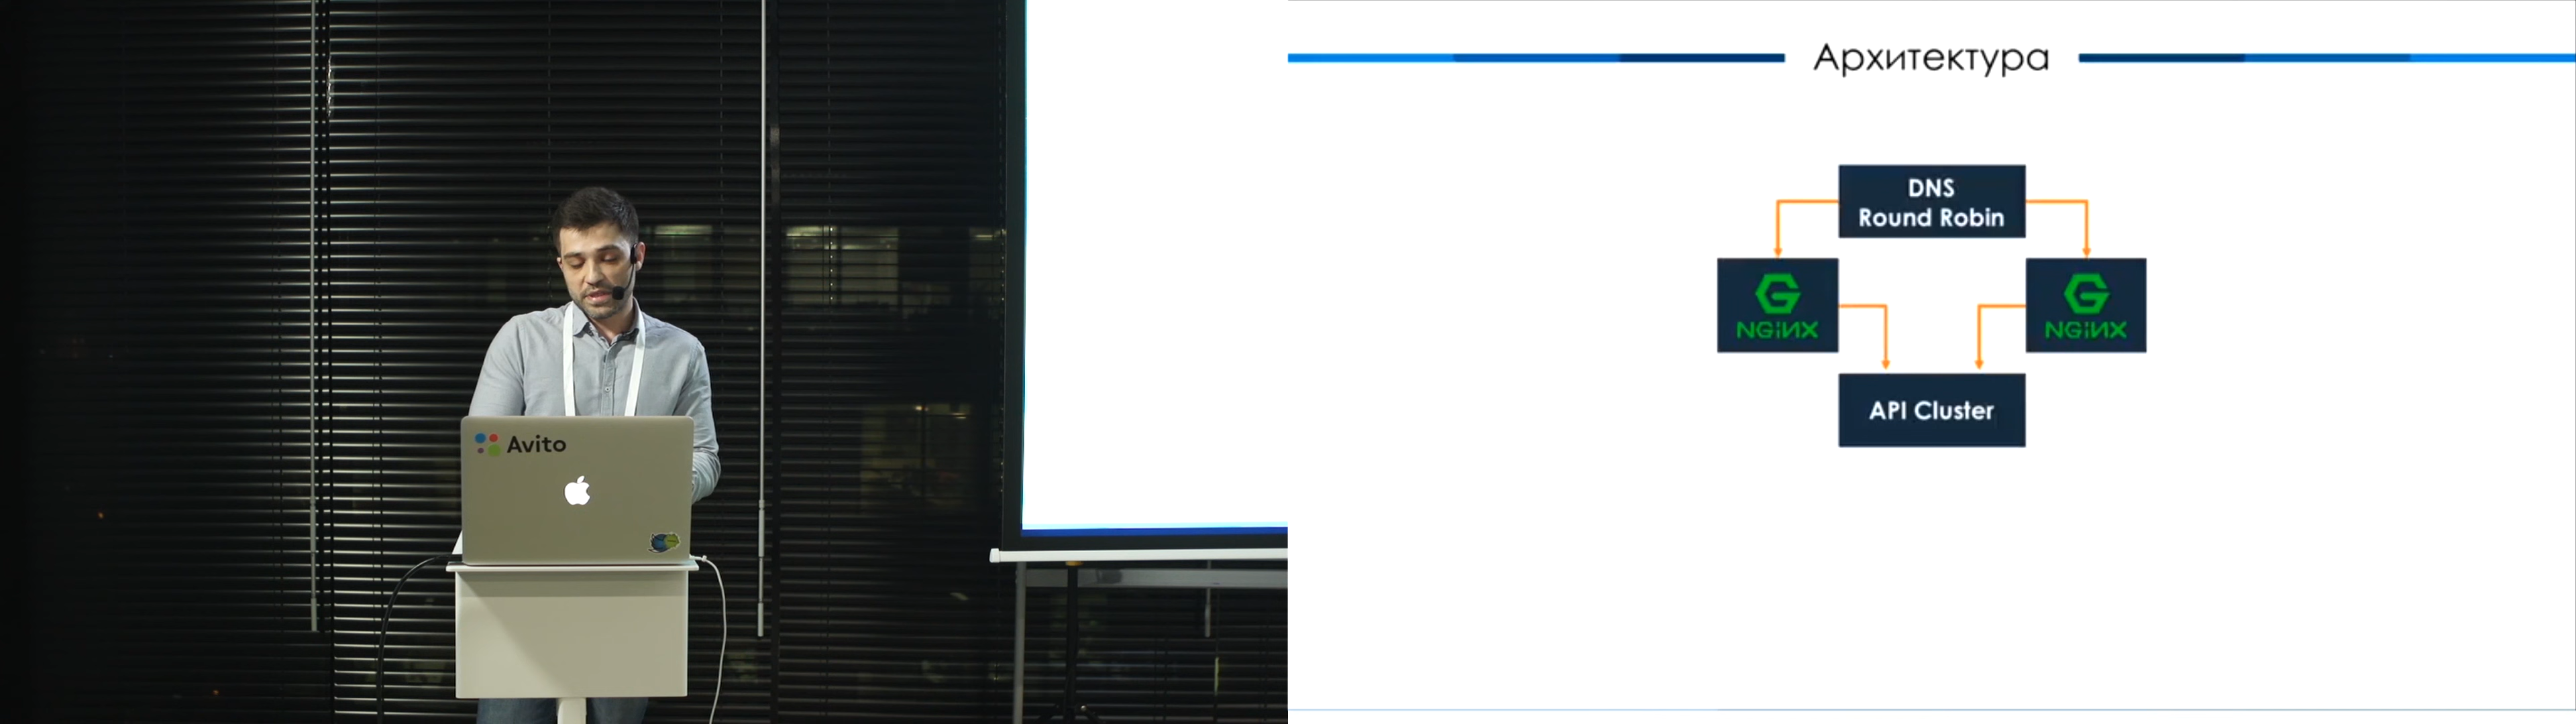 Avito
Архитектура
DNS
Round Robin
NGiNX
NGiNX
API Cluster